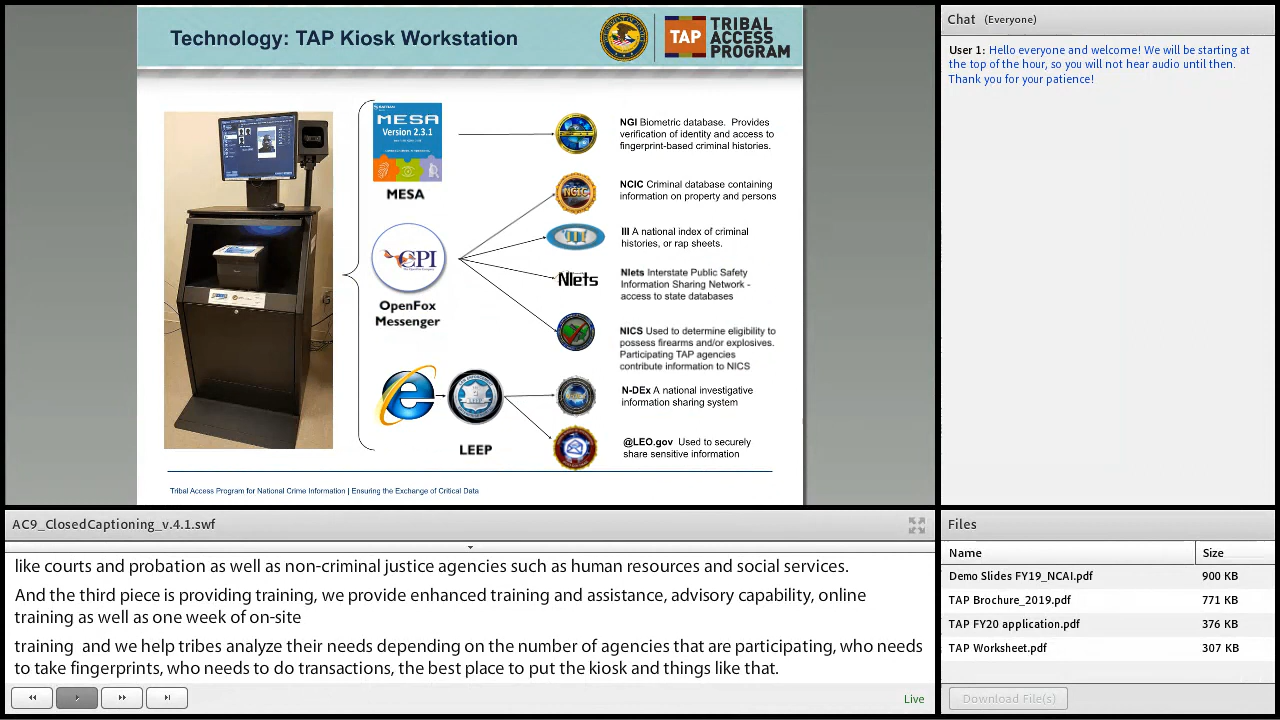 Technology: TAP Kiosk Workstation
TAP
TRIBAL
ACCESS
PROGRAM
MESA
Version 2.3.1
MESA
CPI
OpenFox
Messenger
LEEP
NCIC
III
Nlets
NGI Biometric database. Provides
verification of identity and access to
fingerprint-based criminal histories.
NCIC Criminal database containing
information on property and persons
III A national index of criminal
histories, or rap sheets.
Nlets Interstate Public Safety
Information Sharing Network -
access to state databases
NICS Used to determine eligibility to
possess firearms and/or explosives.
Participating TAP agencies
contribute information to NICS
N-DEx A national investigative
information sharing system
@LEO.gov Used to securely
share sensitive information
Tribal Access Program for National Crime Information | Ensuring the Exchange of Critical Data
Chat (Everyone)
User 1: Hello everyone and welcome! We will be starting at
the top of the hour, so you will not hear audio until then.
Thank you for your patience!
AC9_ClosedCaptioning_v.4.1.swf
like courts and probation as well as non-criminal justice agencies such as human resources and social services.
And the third piece is providing training, we provide enhanced training and assistance, advisory capability, online
training as well as one week of on-site
training and we help tribes analyze their needs depending on the number of agencies that are participating, who needs
to take fingerprints, who needs to do transactions, the best place to put the kiosk and things like that.
Live
Files
Name Size
Demo Slides FY19_NCAI.pdf 900 KB
TAP Brochure_2019.pdf 771 KB
TAP FY20 application.pdf 376 KB
TAP Worksheet.pdf 307 KB
Download File(s)